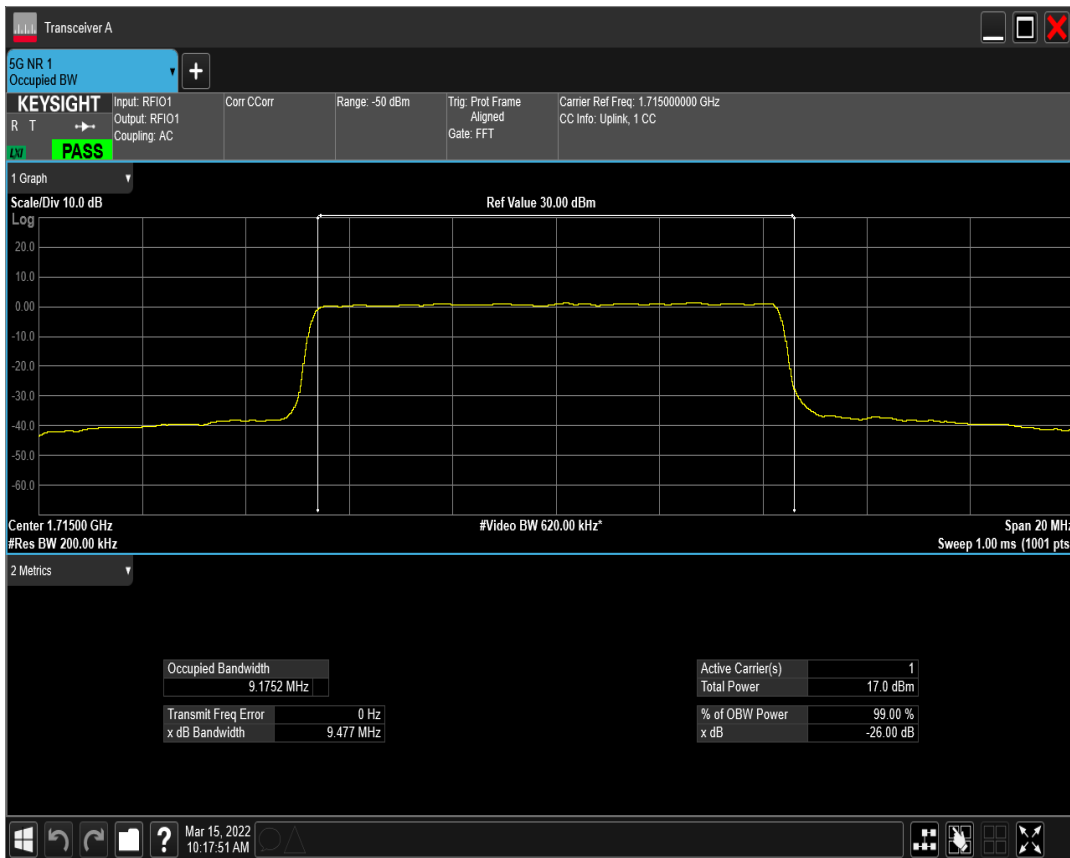 Transceiver A
5G NR 1
Occupied BW
+
KEYSIGHT
R T
LXI
PASS
Input: RFIO1
Output: RFIO1
Coupling: AC
Corr CCorr
Range: -50 dBm
Trig: Prot Frame
Aligned
Gate: FFT
Carrier Ref Freq: 1.715000000 GHz
CC Info: Uplink, 1 CC
1 Graph
Scale/Div 10.0 dB
Ref Value 30.00 dBm
Log
20.0
10.0
0.00
-10.0
-20.0
-30.0
-40.0
-50.0
-60.0
Center 1.71500 GHz
#Video BW 620.00 kHz*
Span 20 MHz
#Res BW 200.00 kHz
Sweep 1.00 ms (1001 pts
2 Metrics
Occupied Bandwidth
9.1752 MHz
Transmit Freq Error 0 Hz
x dB Bandwidth 9.477 MHz
Active Carrier(s) 1
Total Power 17.0 dBm
% of OBW Power 99.00 %
x dB -26.00 dB
?
Mar 15, 2022
10:17:51 AM